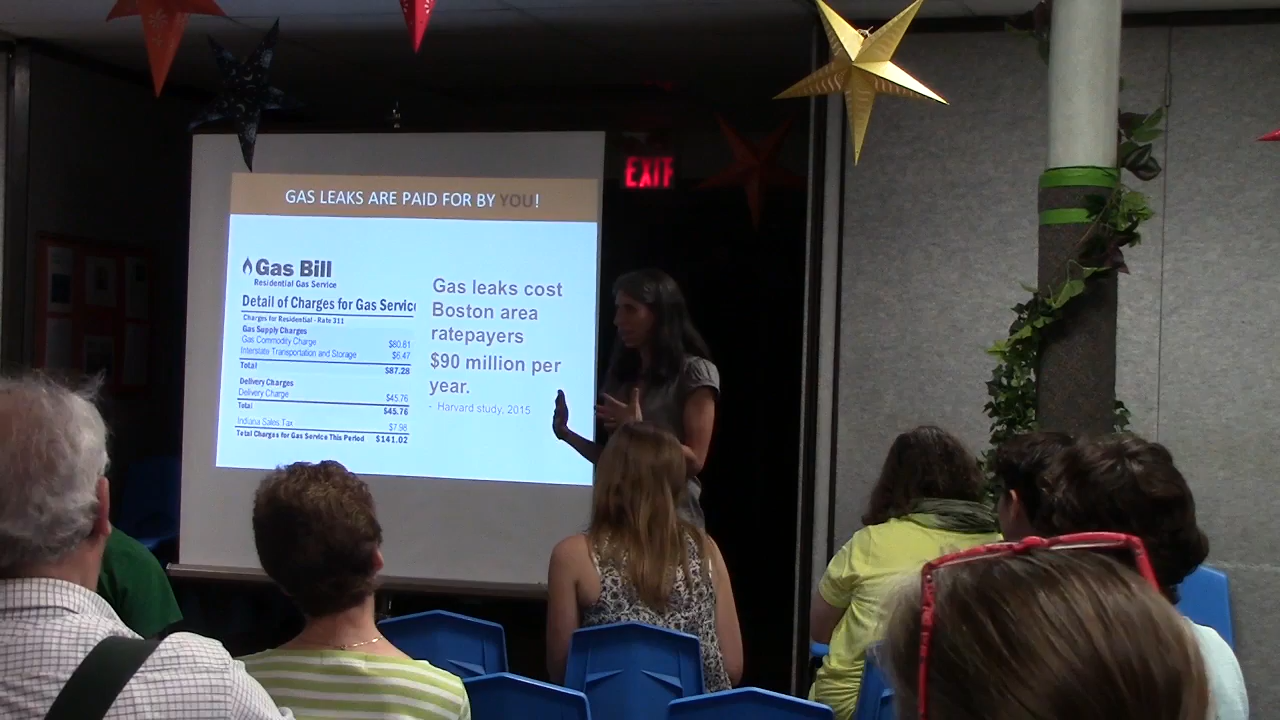 EXIT
GAS LEAKS ARE PAID FOR BY YOU!
Gas Bill
Residential Gas Service
Detail of Charges for Gas Service
Charges for Residential - Rate 311
Gas Supply Charges
Gas Commodity Charge $80.81
Interstate Transportation and Storage $6.47
Total $87.28
Delivery Charges
Delivery Charge $45.76
Total $45.76
Indiana Sales Tax $7.98
Total Charges for Gas Service This Period $141.02
Gas leaks cost
Boston area
ratepayers
$90 million per
year.
- Harvard study, 2015